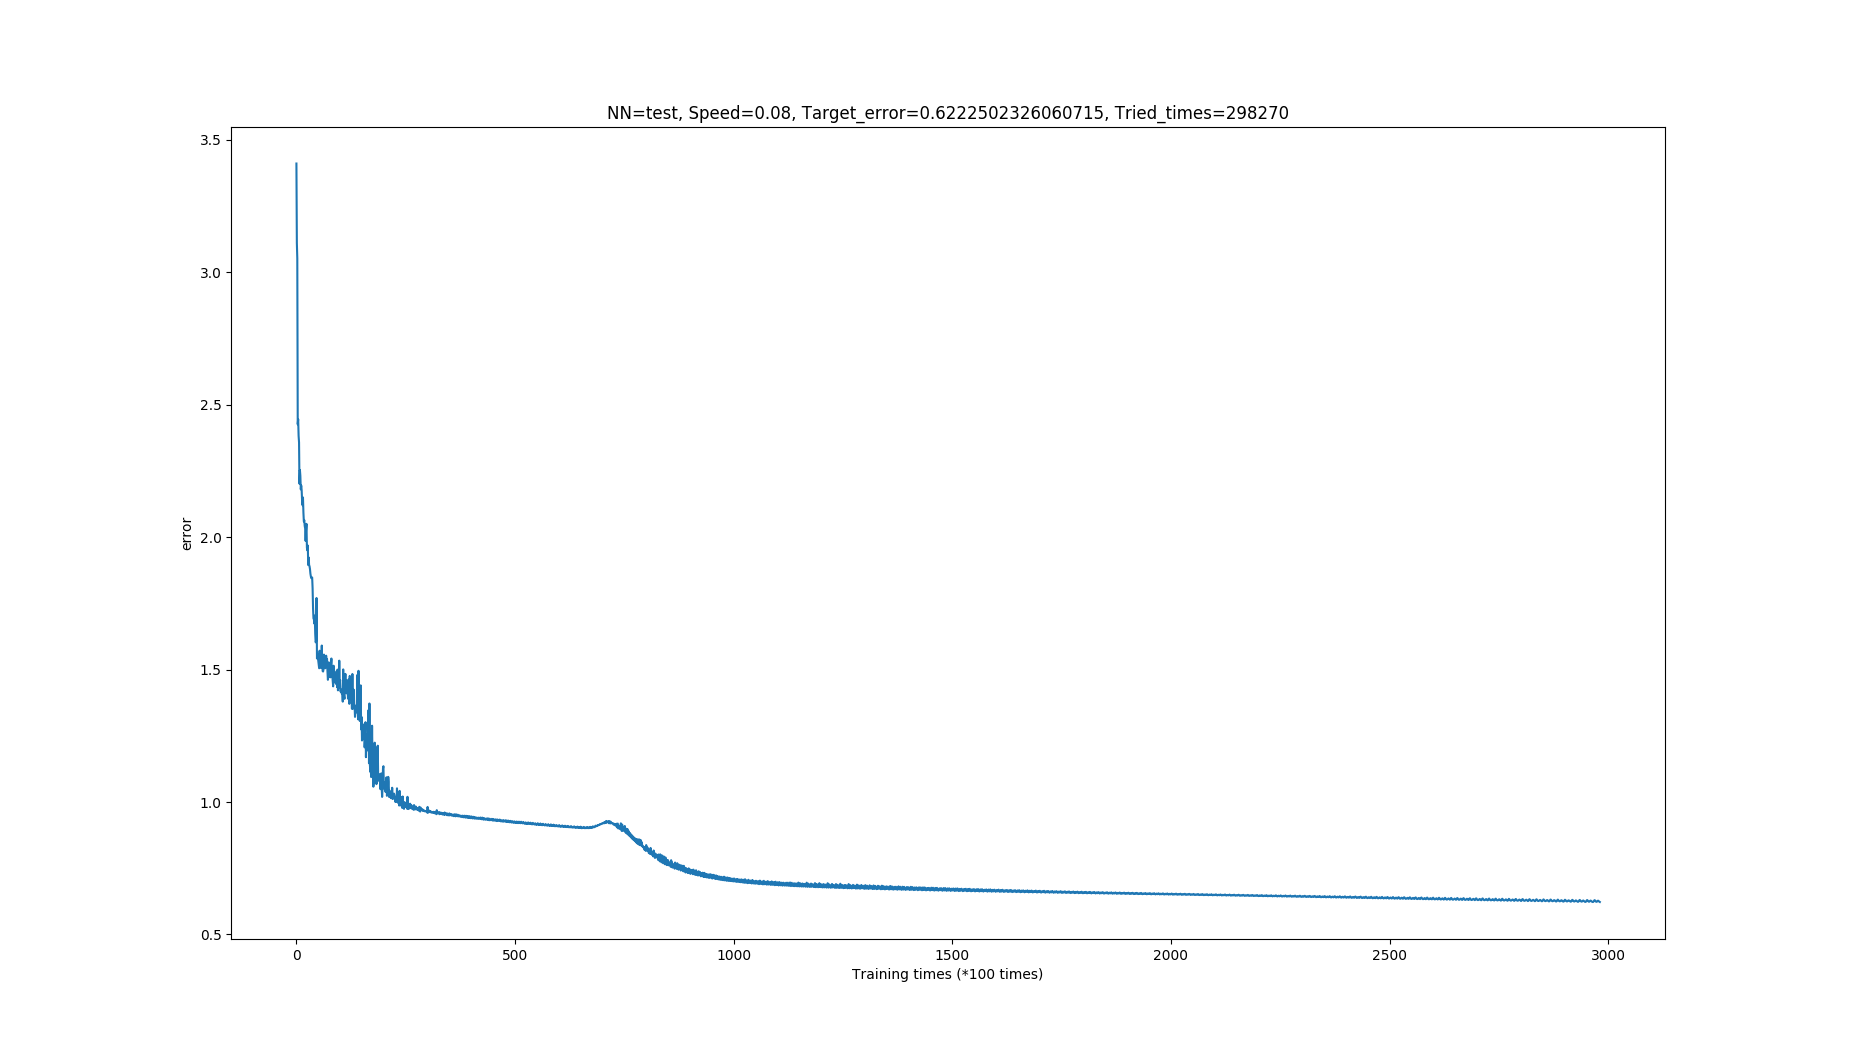 NN=test, Speed=0.08, Target_error=0.6222502326060715, Tried_times=298270
3.5
3.0
2.5
2.0
1.5
1.0
0.5
error
0 500 1000 1500 2000 2500 3000
Training times (*100 times)